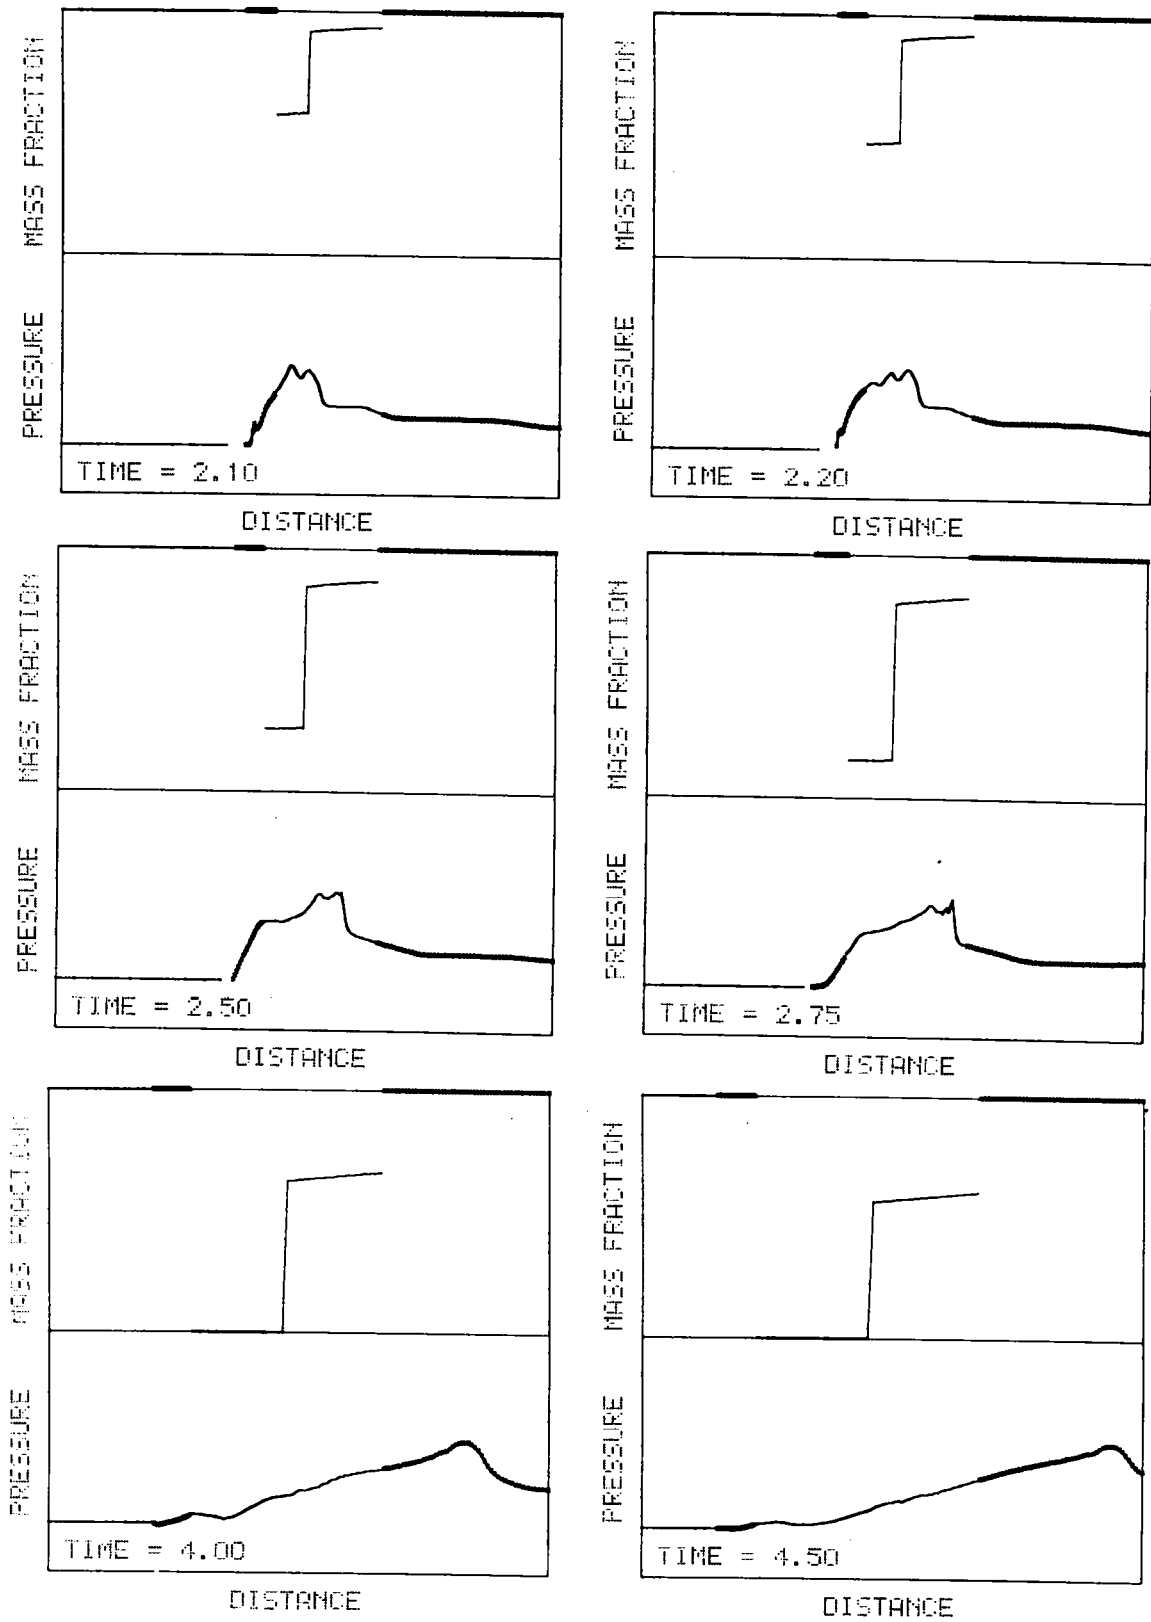 MASS FRACTION
PRESSURE
TIME = 2.10
DISTANCE
MASS FRACTION
PRESSURE
TIME = 2.20
DISTANCE
MASS FRACTION
PRESSURE
TIME = 2.50
DISTANCE
MASS FRACTION
PRESSURE
TIME = 2.75
DISTANCE
MASS FRACTION
PRESSURE
TIME = 4.00
DISTANCE
MASS FRACTION
PRESSURE
TIME = 4.50
DISTANCE